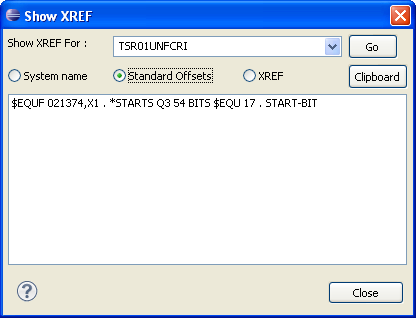 Show XREF
Show XREF For :
TSR01UNFCRI
Go
System name
Standard Offsets
XREF
Clipboard
$EQUF 021374,X1 . *STARTS Q3 54 BITS $EQU 17 . START-BIT
?
Close